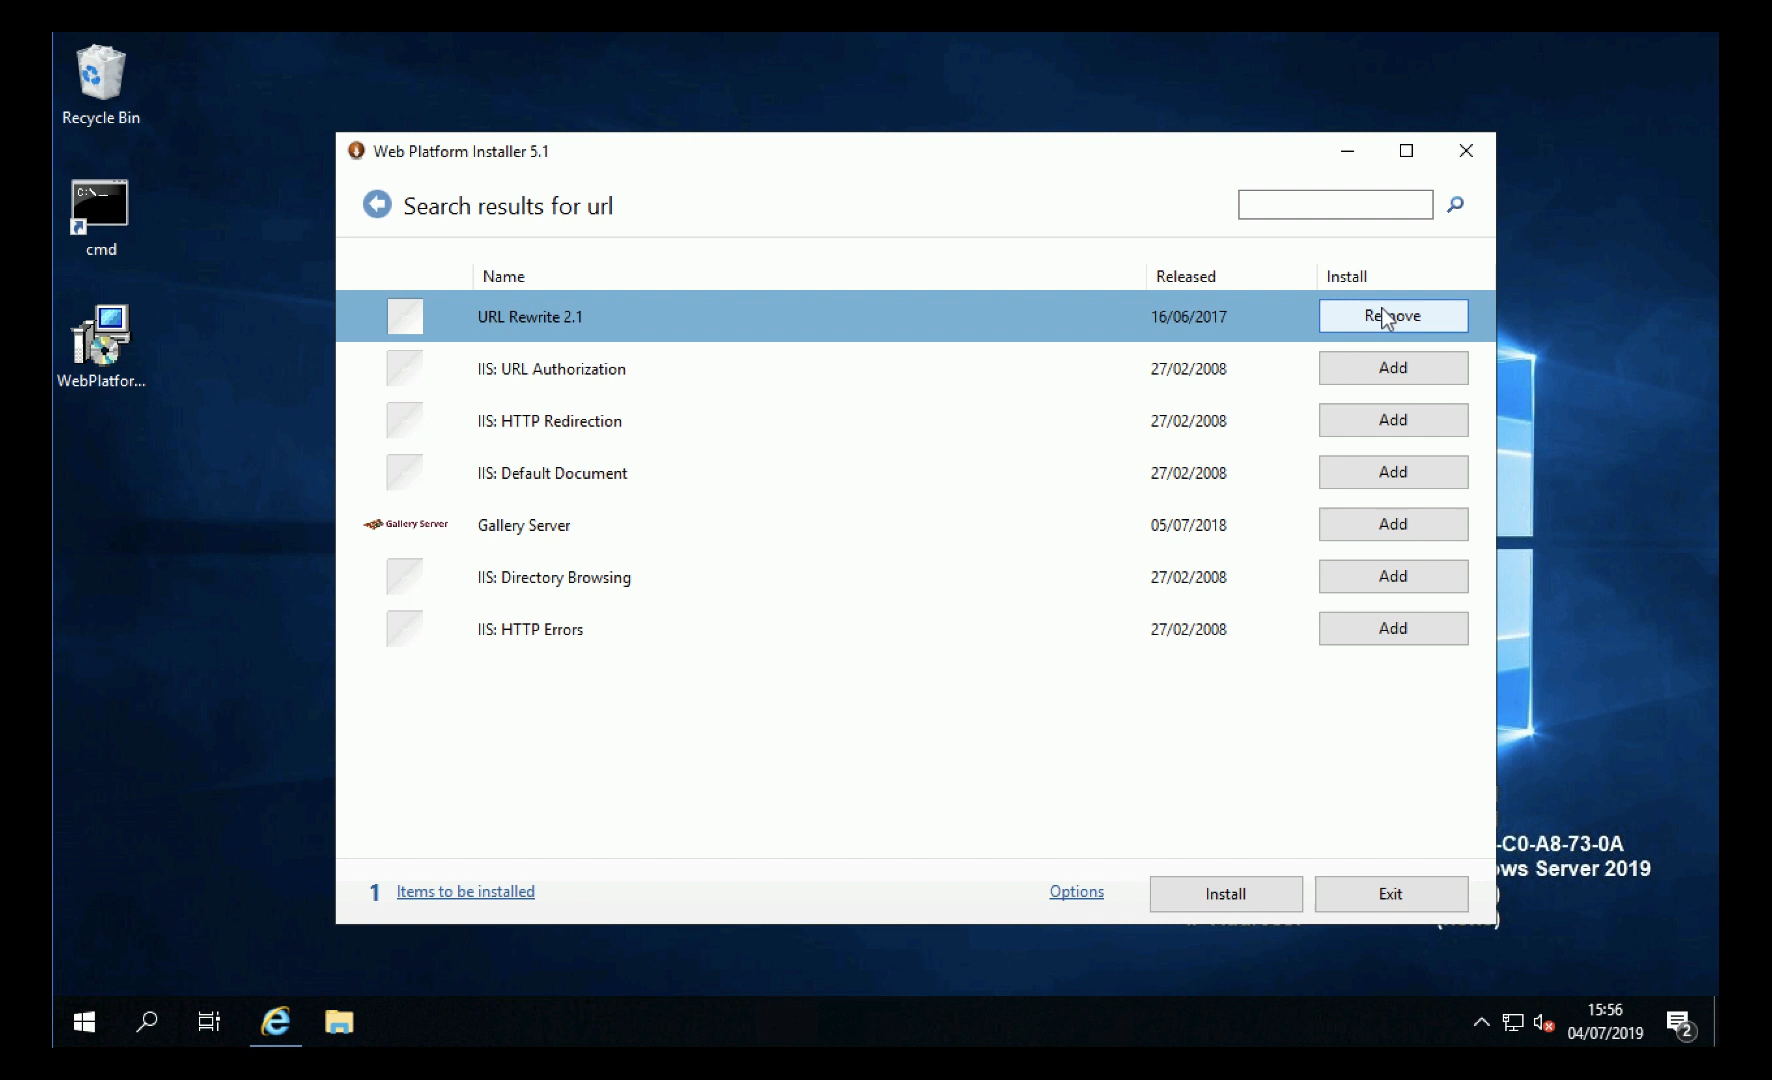 Recycle Bin
cmd
WebPlatfor...
Web Platform Installer 5.1
Search results for url
Name Released Install
URL Rewrite 2.1 16/06/2017 Remove
IIS: URL Authorization 27/02/2008 Add
IIS: HTTP Redirection 27/02/2008 Add
IIS: Default Document 27/02/2008 Add
Gallery Server Gallery Server 05/07/2018 Add
IIS: Directory Browsing 27/02/2008 Add
IIS: HTTP Errors 27/02/2008 Add
1 Items to be installed Options Install Exit
-C0-A8-73-0A
ows Server 2019
15:56
04/07/2019
2